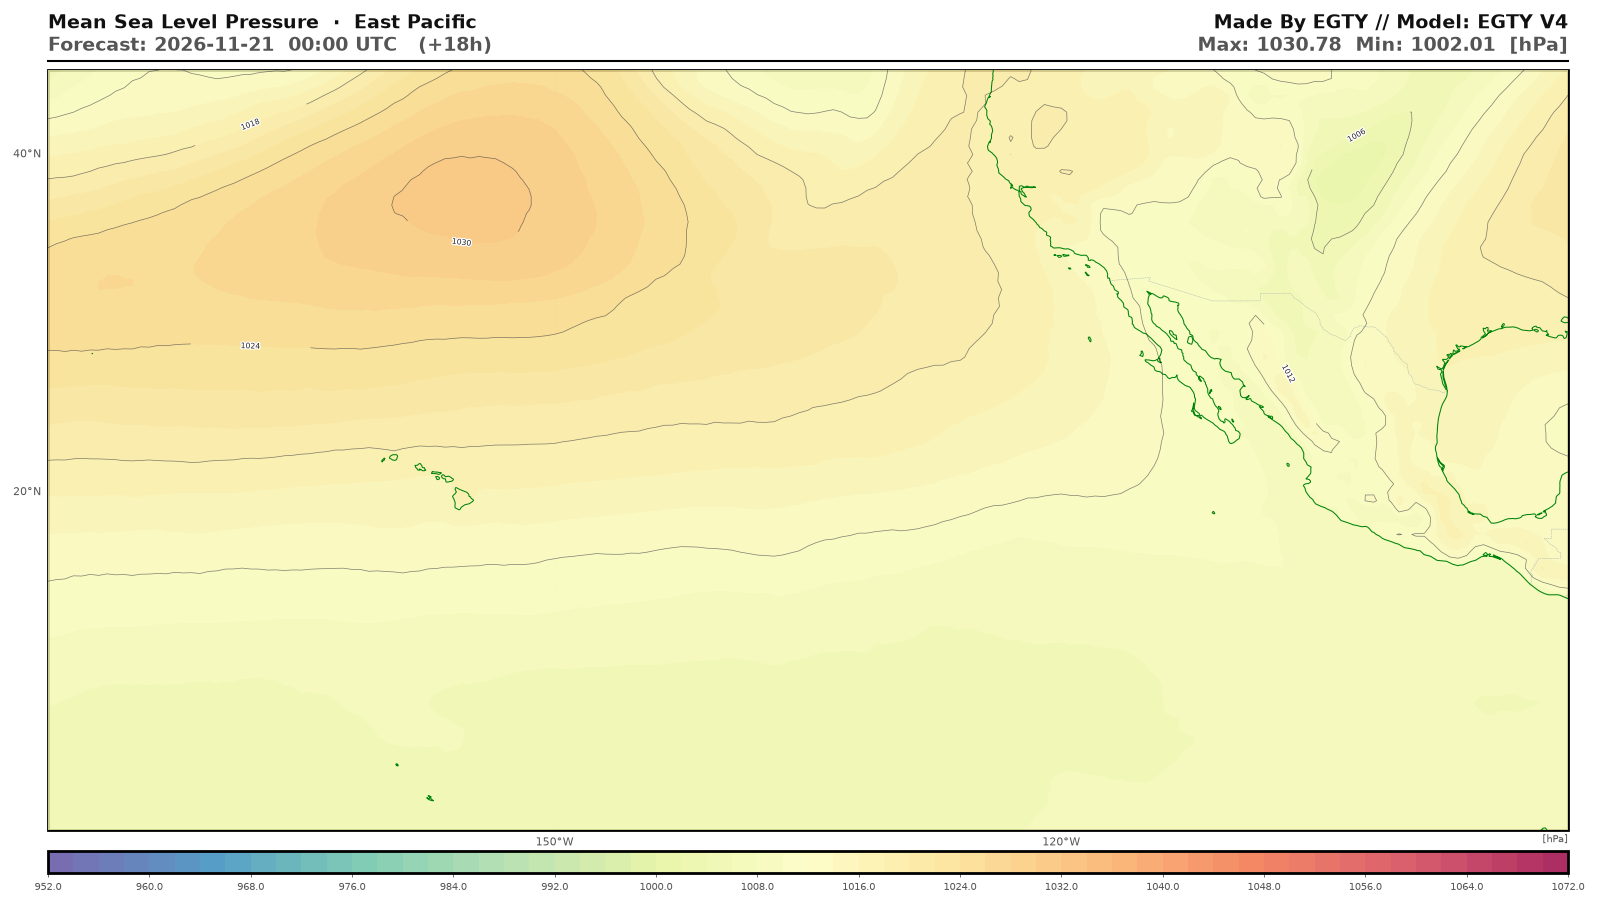 Mean Sea Level Pressure · East Pacific
Made By EGTY // Model: EGTY V4
Forecast: 2026-11-21 00:00 UTC (+18h)
Max: 1030.78 Min: 1002.01 [hPa]
1018
1006
40°N
1030
1024
1012
20°N
150°W
120°W
[hPa]
952.0 960.0 968.0 976.0 984.0 992.0 1000.0 1008.0 1016.0 1024.0 1032.0 1040.0 1048.0 1056.0 1064.0 1072.0